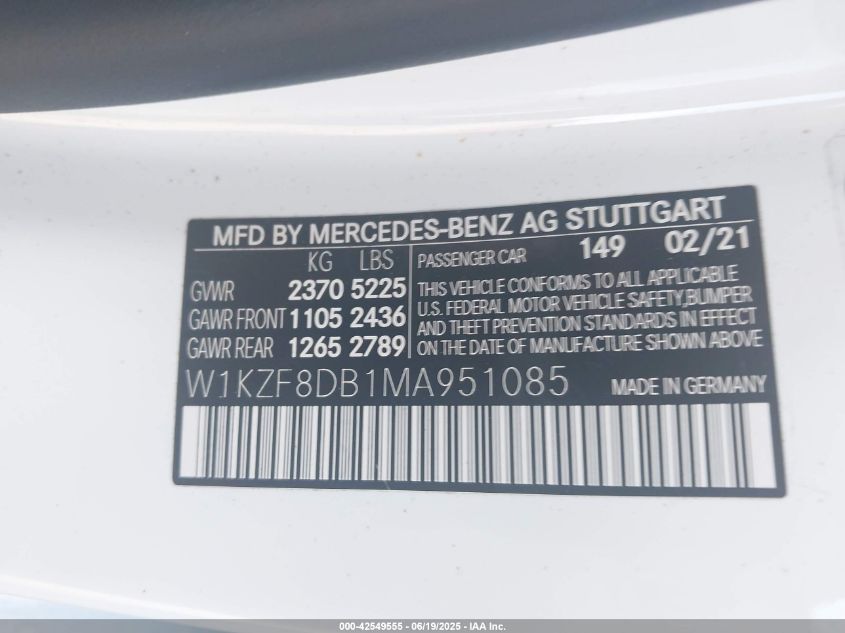 MFD BY MERCEDES-BENZ AG STUTTGART
KG LBS
GVWR 2370 5225
GAWR FRONT 1105 2436
GAWR REAR 1265 2789
PASSENGER CAR 149 02/21
THIS VEHICLE CONFORMS TO ALL APPLICABLE
U.S. FEDERAL MOTOR VEHICLE SAFETY,BUMPER
AND THEFT PREVENTION STANDARDS IN EFFECT
ON THE DATE OF MANUFACTURE SHOWN ABOVE
W1KZF8DB1MA951085 MADE IN GERMANY
000-42549555 - 06/19/2025 - IAA Inc.